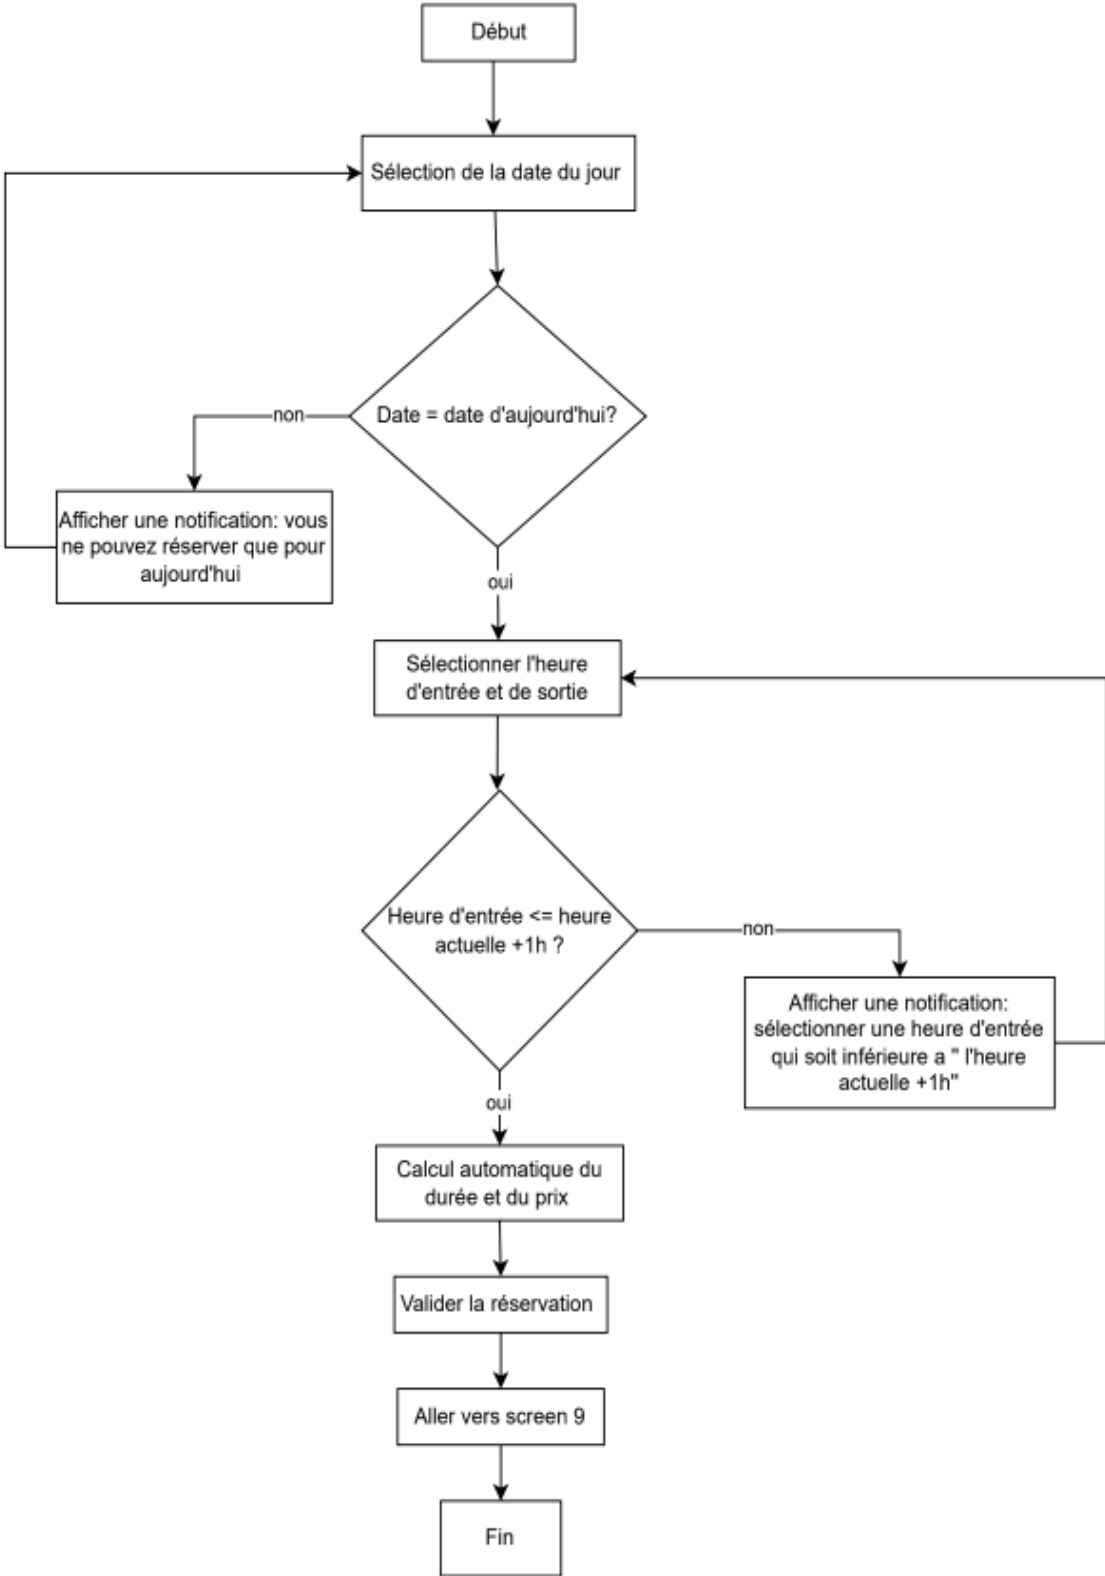 Début
Sélection de la date du jour
Date = date d'aujourd'hui?
non
Afficher une notification: vous
ne pouvez réserver que pour
aujourd'hui
oui
Sélectionner l'heure
d'entrée et de sortie
Heure d'entrée <= heure
actuelle +1h ?
non
Afficher une notification:
sélectionner une heure d'entrée
qui soit inférieure a " l'heure
actuelle +1h"
oui
Calcul automatique du
durée et du prix
Valider la réservation
Aller vers screen 9
Fin